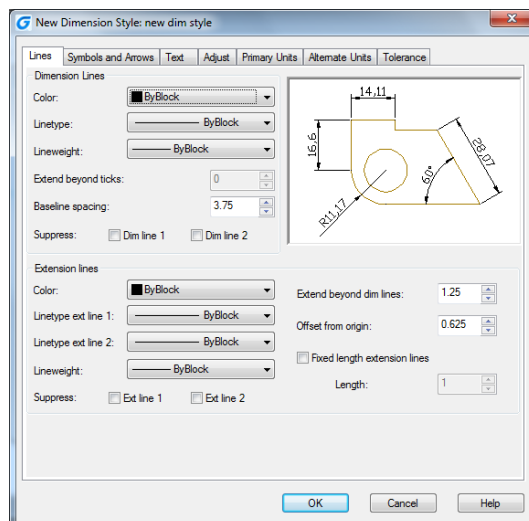 New Dimension Style: new dim style
Lines Symbols and Arrows Text Adjust Primary Units Alternate Units Tolerance
Dimension Lines
Color: ByBlock
Linetype: ByBlock
Lineweight: ByBlock
Extend beyond ticks: 0
Baseline spacing: 3.75
Suppress: Dim line 1 Dim line 2
14,11
16,6
28,07
60°
R11,17
Extension lines
Color: ByBlock
Linetype ext line 1: ByBlock
Linetype ext line 2: ByBlock
Lineweight: ByBlock
Suppress: Ext line 1 Ext line 2
Extend beyond dim lines: 1.25
Offset from origin: 0.625
Fixed length extension lines
Length: 1
OK Cancel Help